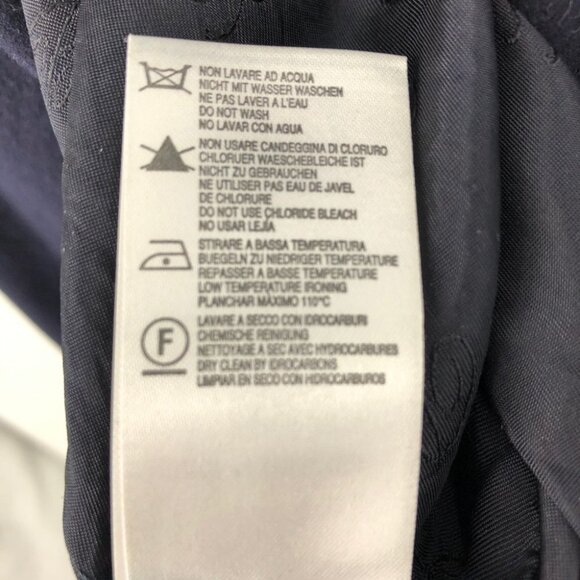 NON LAVARE AD ACQUA
NICHT MIT WASSER WASCHEN
NE PAS LAVER A L'EAU
DO NOT WASH
NO LAVAR CON AGUA
NON USARE CANDEGGINA DI CLORURO
CHLORUER WAESCHEBLEICHE IST
NICHT ZU GEBRAUCHEN
NE UTILISER PAS EAU DE JAVEL
DE CHLORURE
DO NOT USE CHLORIDE BLEACH
NO USAR LEJÍA
STIRARE A BASSA TEMPERATURA
BUEGELN ZU NIEDRIGER TEMPERATUR
REPASSER A BASSE TEMPERATURE
LOW TEMPERATURE IRONING
PLANCHAR MÁXIMO 110°C
F
LAVARE A SECCO CON IDROCARBURI
CHEMISCHE REINIGUNG
NETTOYAGE A SEC AVEC HYDROCARBURES
DRY CLEAN BY IDROCARBONS
LIMPIAR EN SECO CON HIDROCARBUROS